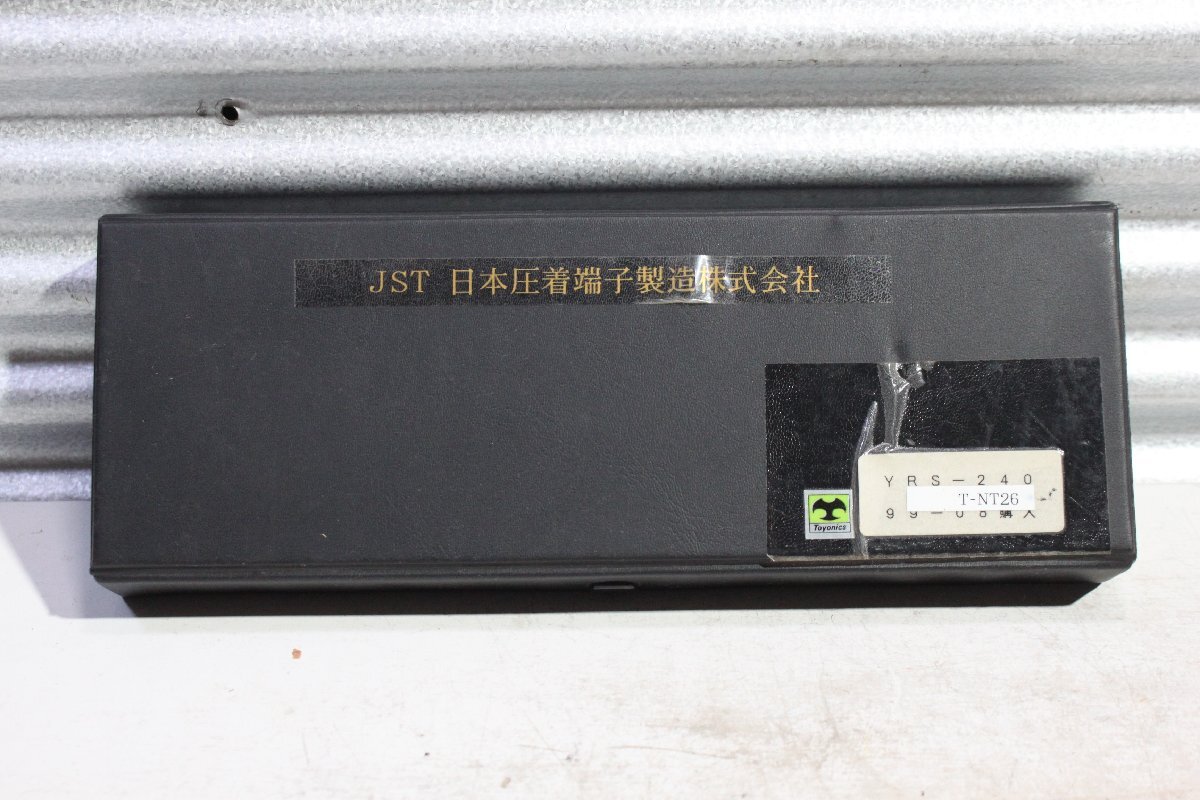 JST 日本圧着端子製造株式会社
YRS-240
T-NT26
99-08購入
Toyonics